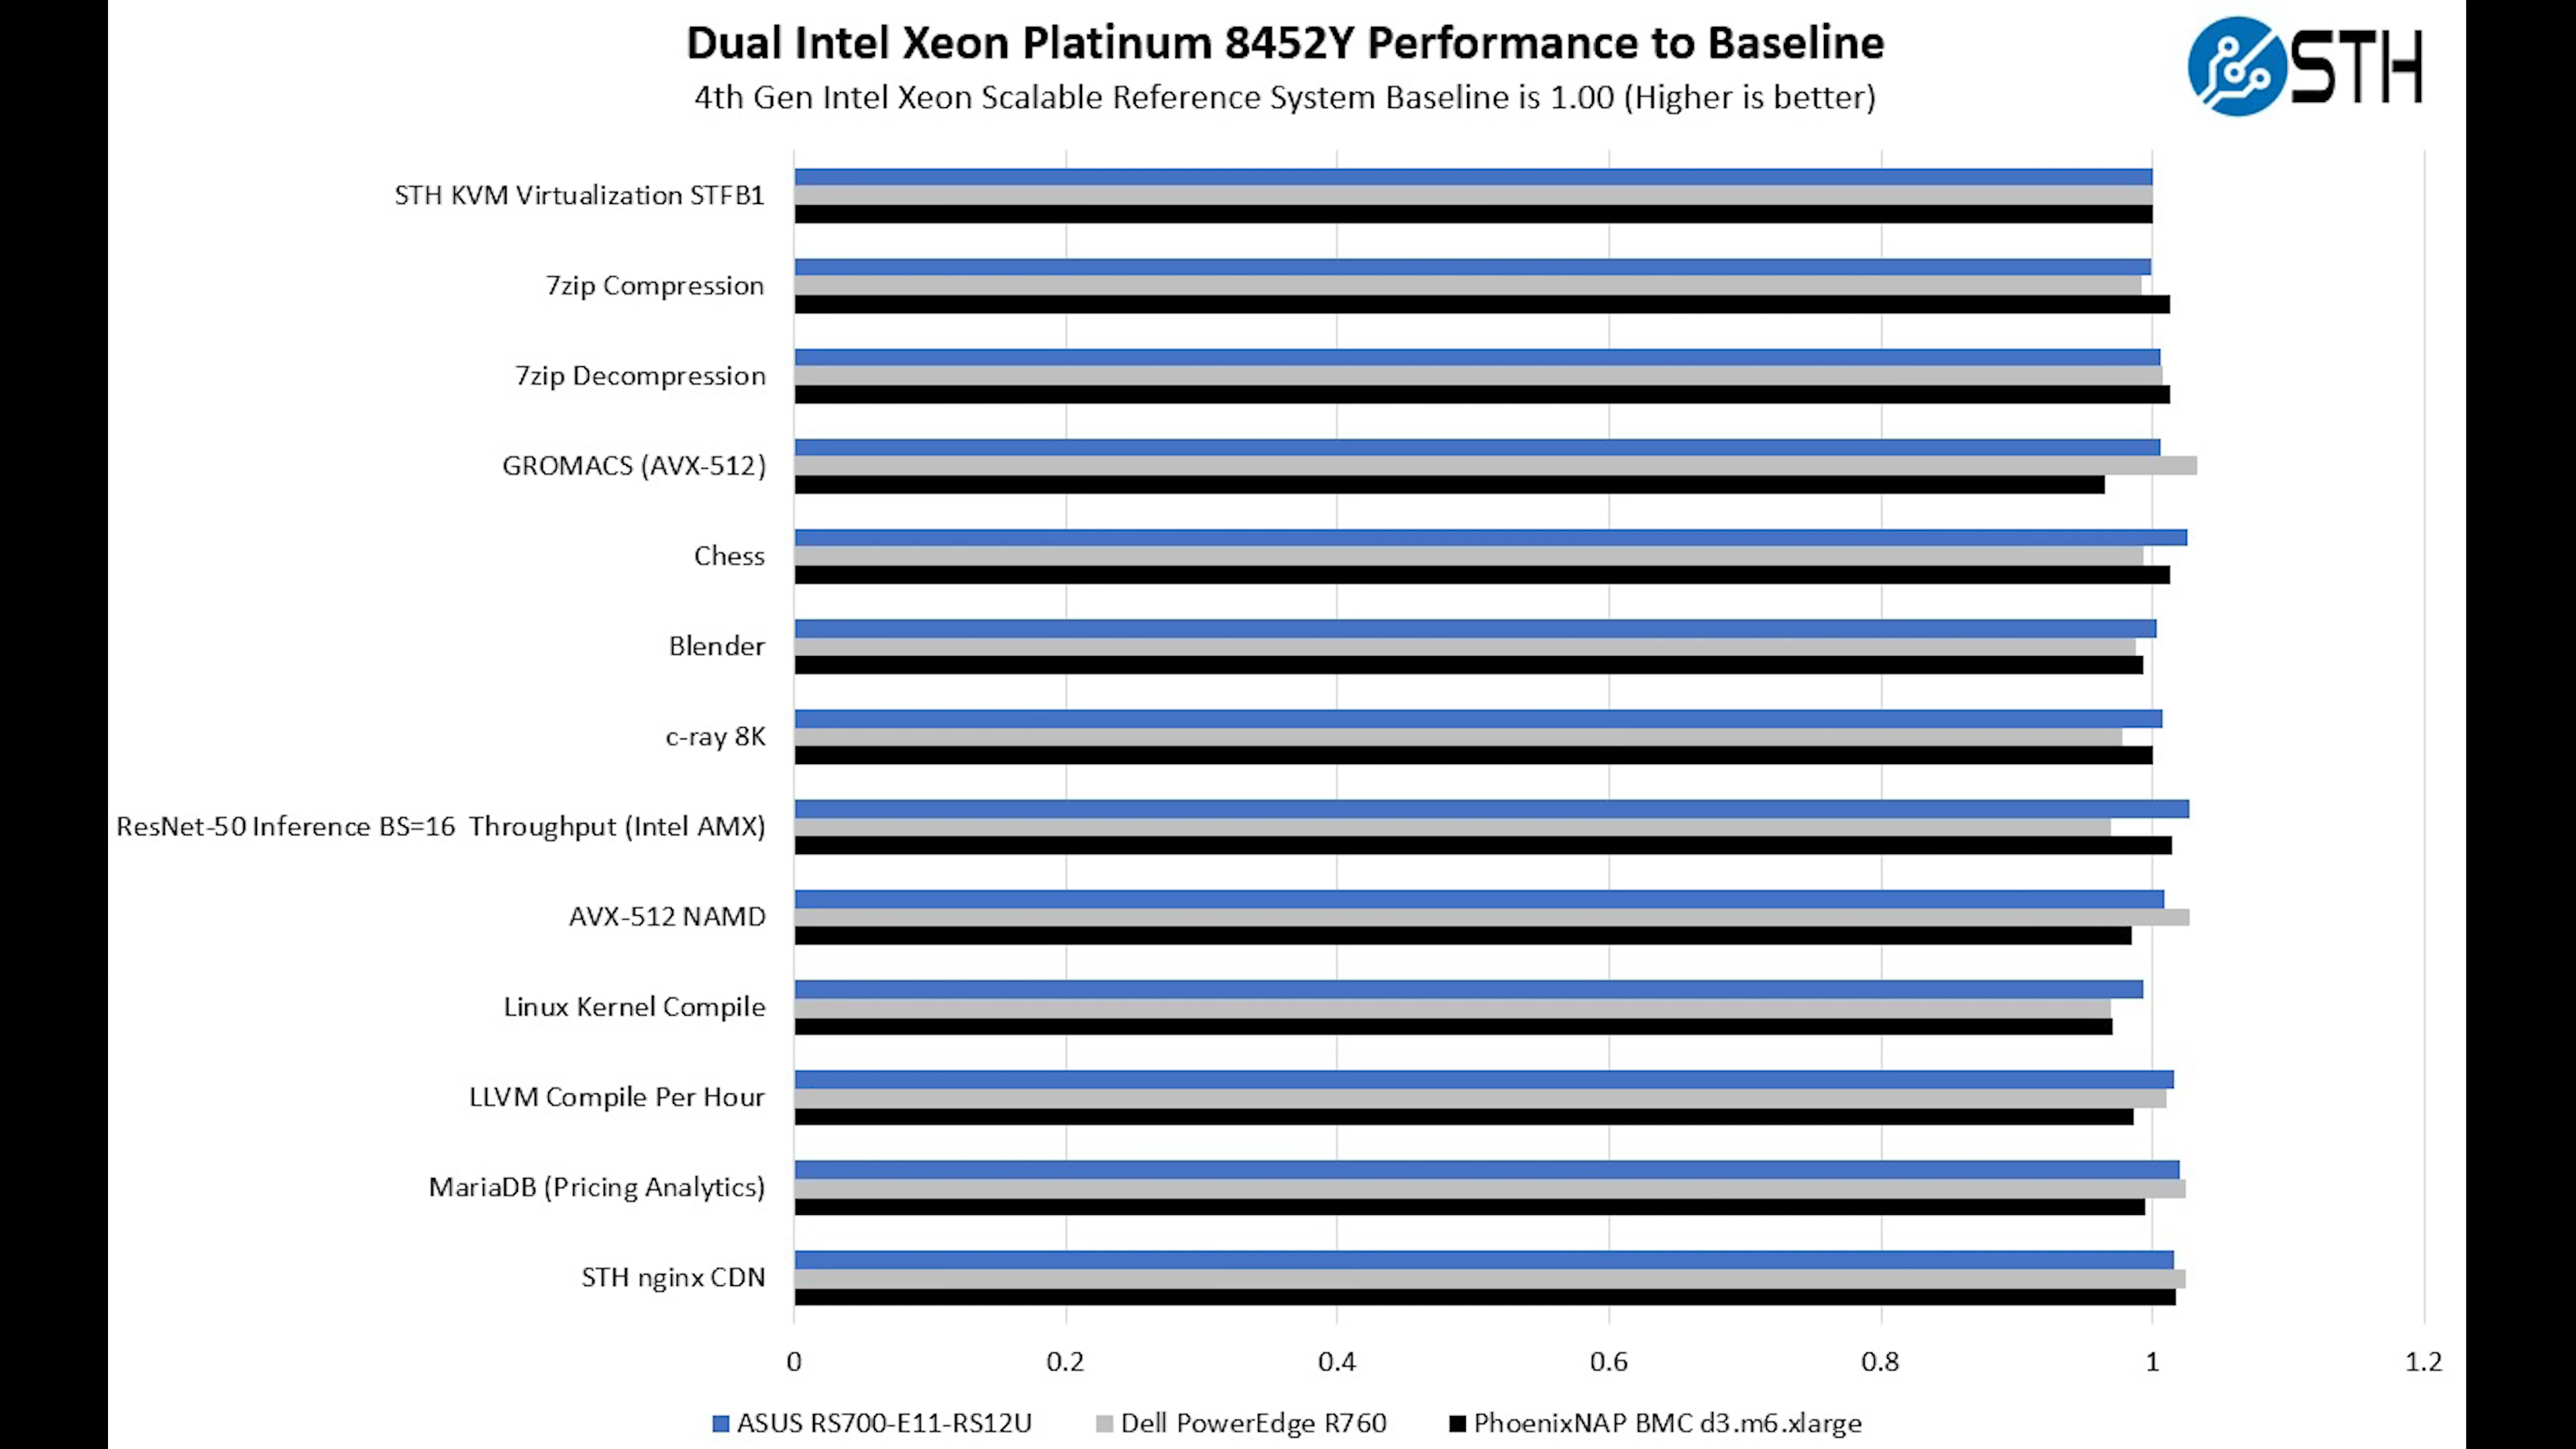 Dual Intel Xeon Platinum 8452Y Performance to Baseline
4th Gen Intel Xeon Scalable Reference System Baseline is 1.00 (Higher is better)
STH
STH KVM Virtualization STFB1
7zip Compression
7zip Decompression
GROMACS (AVX-512)
Chess
Blender
c-ray 8K
ResNet-50 Inference BS=16 Throughput (Intel AMX)
AVX-512 NAMD
Linux Kernel Compile
LLVM Compile Per Hour
MariaDB (Pricing Analytics)
STH nginx CDN
0 0.2 0.4 0.6 0.8 1 1.2
ASUS RS700-E11-RS12U Dell PowerEdge R760 PhoenixNAP BMC d3.m6.xlarge